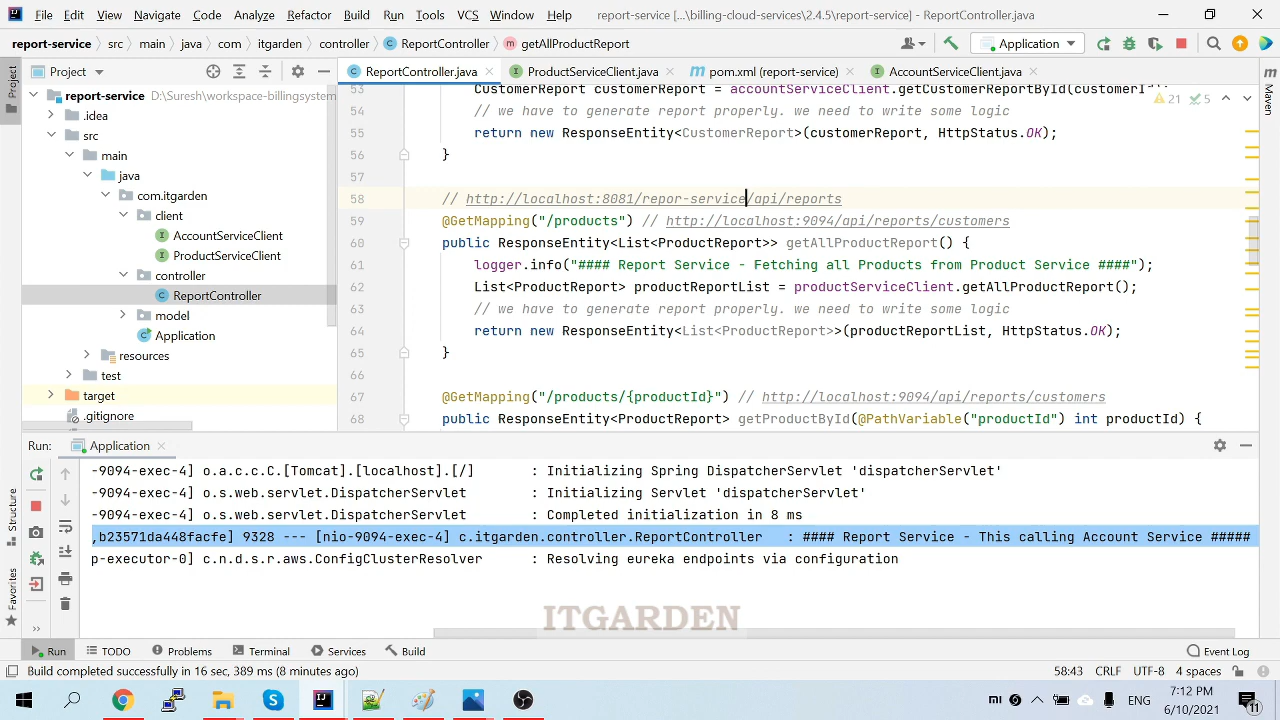 File Edit View Navigate Code Analyze Refactor Build Run Tools VCS Window Help report-service [...\billing-cloud-services\2.4.5\report-service] - ReportController.java
report-service src main java com itgarden controller ReportController getAllProductReport Application
Project
Project
ReportController.java
ProductServiceClient.java
pom.xml (report-service)
AccountServiceClient.java
Maven
report-service D:\Suresh\workspace-billingsystem
.idea
src
main
java
com.itgarden
client
AccountServiceClient
ProductServiceClient
controller
ReportController
model
Application
resources
test
target
.gitignore
21 5
53 CustomerReport customerReport = accountServiceClient.getCustomerReportById(customerI
54 // we have to generate report properly. we need to write some logic
55 return new ResponseEntity<CustomerReport>(customerReport, HttpStatus.OK);
56 }
57
58 // http://localhost:8081/repor-service/api/reports
59 @GetMapping("/products") // http://localhost:9094/api/reports/customers
60 public ResponseEntity<List<ProductReport>> getAllProductReport() {
61 logger.info("#### Report Service - Fetching all Products from Product Service ####");
62 List<ProductReport> productReportList = productServiceClient.getAllProductReport();
63 // we have to generate report properly. we need to write some logic
64 return new ResponseEntity<List<ProductReport>>(productReportList, HttpStatus.OK);
65 }
66
67 @GetMapping("/products/{productId}") // http://localhost:9094/api/reports/customers
68 public ResponseEntity<ProductReport> getProductById(@PathVariable("productId") int productId) {
Run: Application
-9094-exec-4] o.a.c.c.C.[Tomcat].[localhost].[/] : Initializing Spring DispatcherServlet 'dispatcherServlet'
-9094-exec-4] o.s.web.servlet.DispatcherServlet : Initializing Servlet 'dispatcherServlet'
-9094-exec-4] o.s.web.servlet.DispatcherServlet : Completed initialization in 8 ms
,b23571da448facfe] 9328 --- [nio-9094-exec-4] c.itgarden.controller.ReportController : #### Report Service - This calling Account Service #####
p-executor-0] c.n.d.s.r.aws.ConfigClusterResolver : Resolving eureka endpoints via configuration
Structure
Favorites
ITGARDEN
Run TODO Problems Terminal Services Build Event Log
Build completed successfully in 16 sec, 389 ms (8 minutes ago) 58:43 CRLF UTF-8 4 spaces
ENG
:12 PM
6/10/2021
11